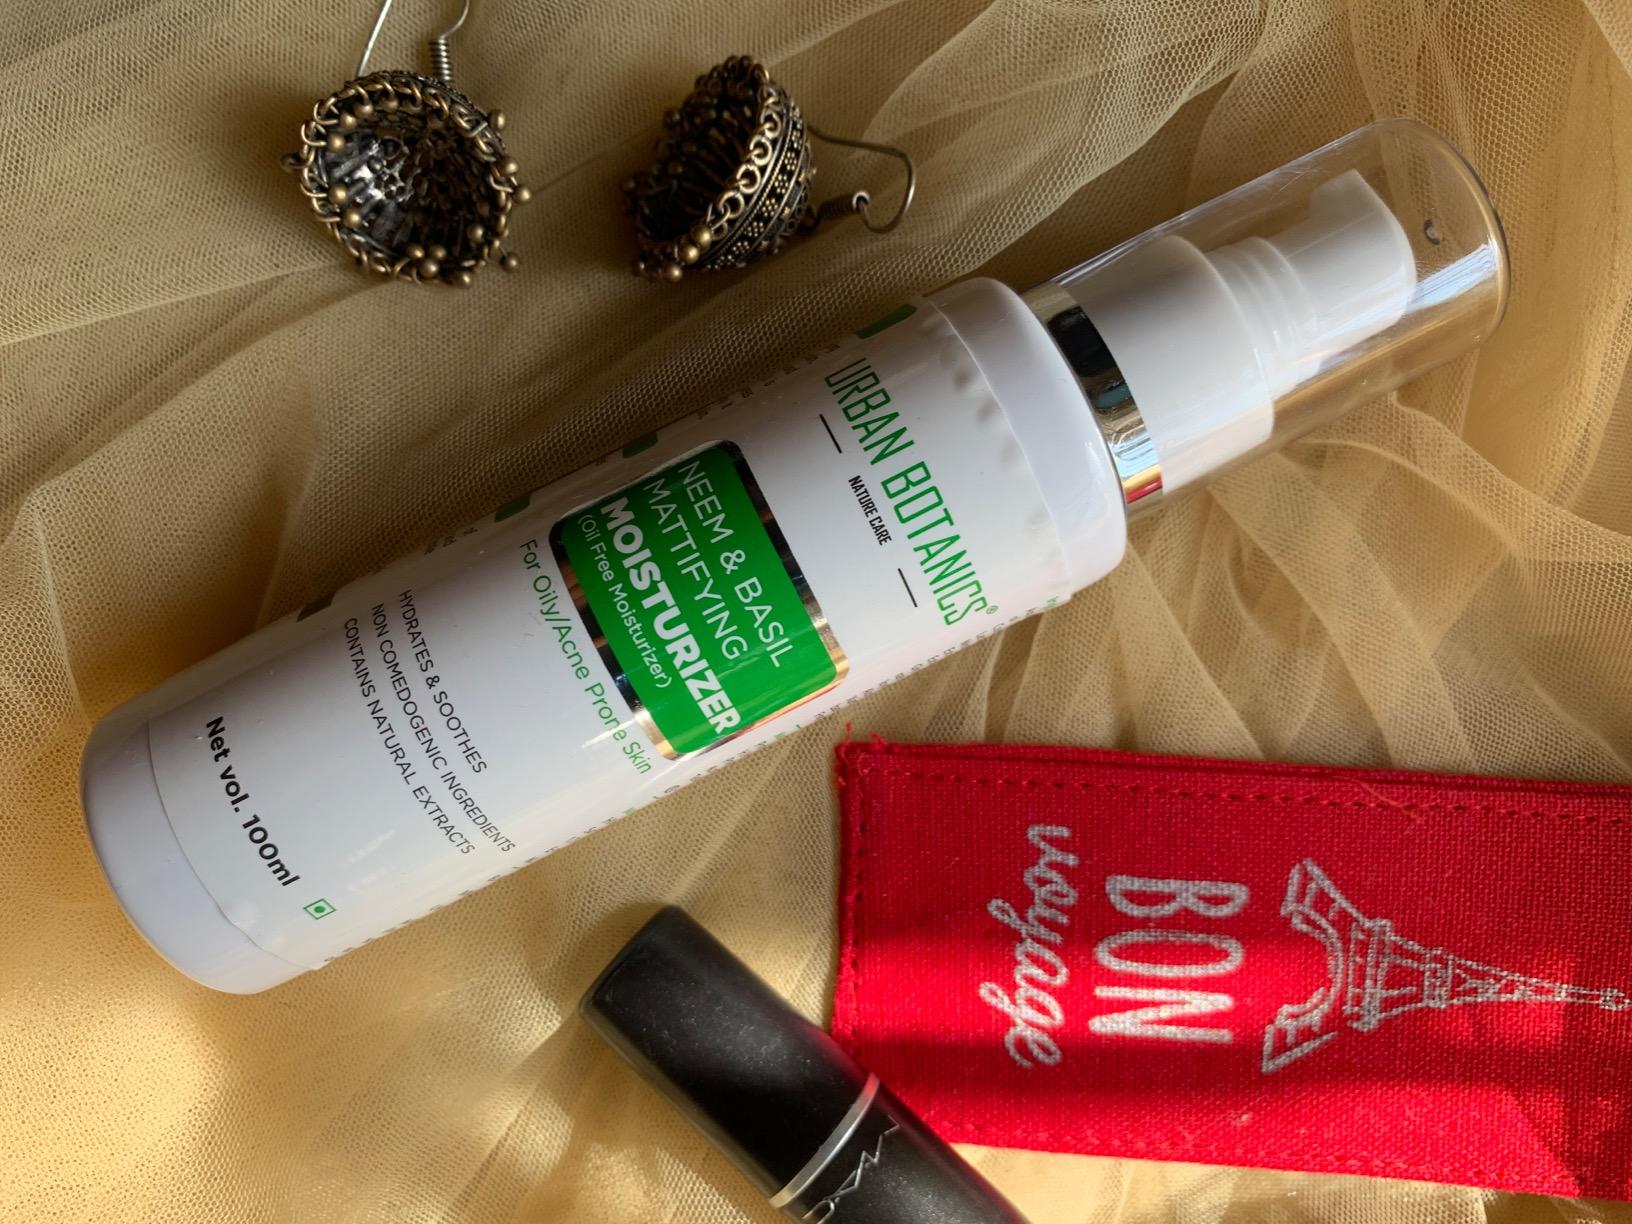 URBAN BOTANICS®
NATURE CARE
NEEM & BASIL
MATTIFYING
MOISTURIZER
(Oil Free Moisturizer)
For Oily/Acne Prone Skin
HYDRATES & SOOTHES
NON COMEDOGENIC INGREDIENTS
CONTAINS NATURAL EXTRACTS
Net vol. 100ml
BON
voyage